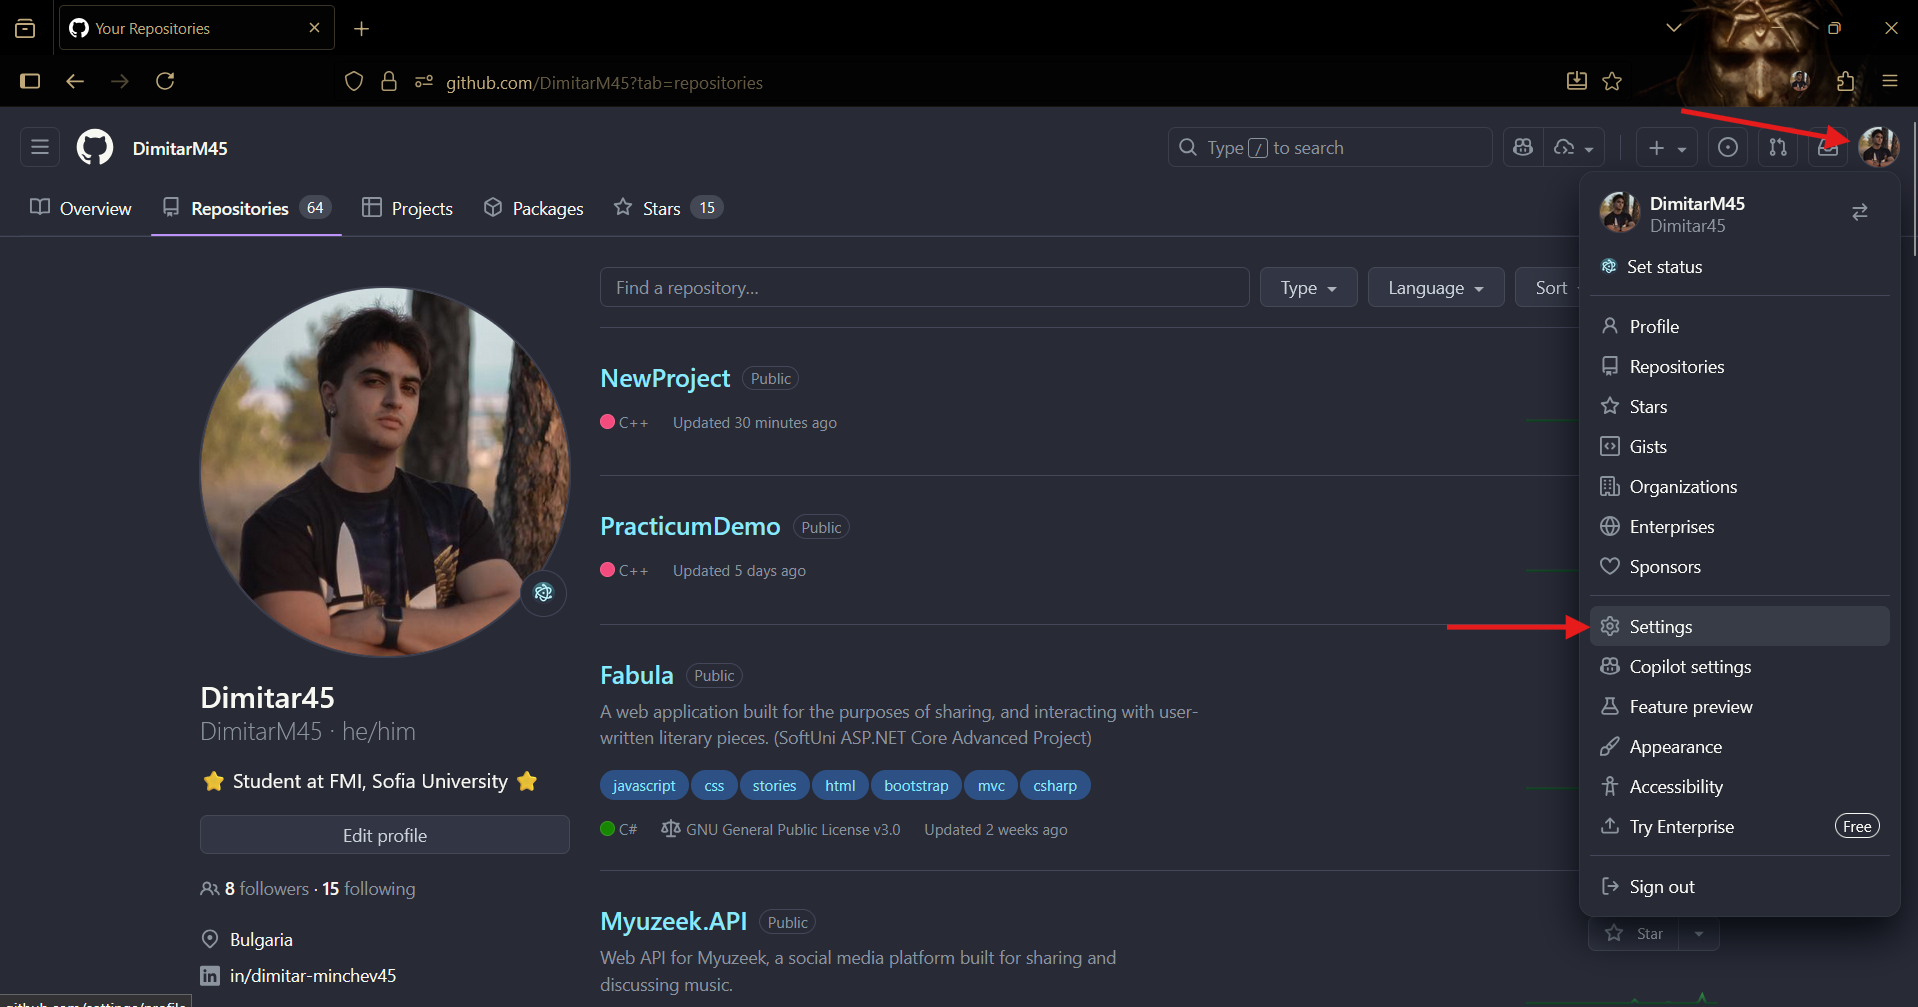 Your Repositories
github.com/DimitarM45?tab=repositories
DimitarM45
Type / to search
Overview
Repositories 64
Projects
Packages
Stars 15
DimitarM45
Dimitar45
Set status
Profile
Repositories
Stars
Gists
Organizations
Enterprises
Sponsors
Settings
Copilot settings
Feature preview
Appearance
Accessibility
Try Enterprise Free
Sign out
Find a repository...
Type
Language
Sort
NewProject Public
C++ Updated 30 minutes ago
PracticumDemo Public
C++ Updated 5 days ago
Fabula Public
A web application built for the purposes of sharing, and interacting with user-
written literary pieces. (SoftUni ASP.NET Core Advanced Project)
javascript css stories html bootstrap mvc csharp
C# GNU General Public License v3.0 Updated 2 weeks ago
Myuzeek.API Public
Web API for Myuzeek, a social media platform built for sharing and
discussing music.
Star
Dimitar45
DimitarM45 · he/him
⭐ Student at FMI, Sofia University ⭐
Edit profile
8 followers · 15 following
Bulgaria
in/dimitar-minchev45
github.com/settings/profile